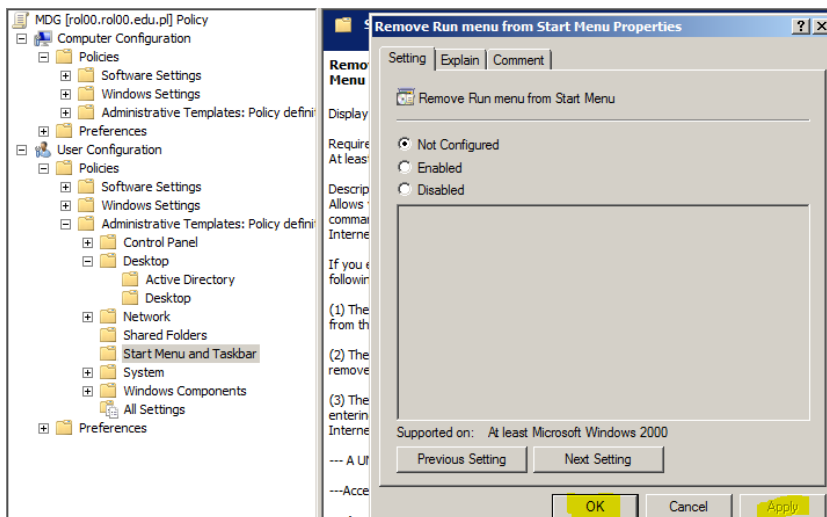 MDG [rol00.rol00.edu.pl] Policy
Computer Configuration
Policies
Software Settings
Windows Settings
Administrative Templates: Policy defini
Preferences
User Configuration
Policies
Software Settings
Windows Settings
Administrative Templates: Policy defini
Control Panel
Desktop
Active Directory
Desktop
Network
Shared Folders
Start Menu and Taskbar
System
Windows Components
All Settings
Preferences
S
Remo
Menu
Display
Require
At leas
Descrip
Allows
comma
Interne
If you e
followin
(1) The
from th
(2) The
remove
(3) The
enterin
Interne
--- A U
---Acce
Remove Run menu from Start Menu Properties
Setting Explain Comment
Remove Run menu from Start Menu
Not Configured
Enabled
Disabled
Supported on: At least Microsoft Windows 2000
Previous Setting Next Setting
OK Cancel Apply